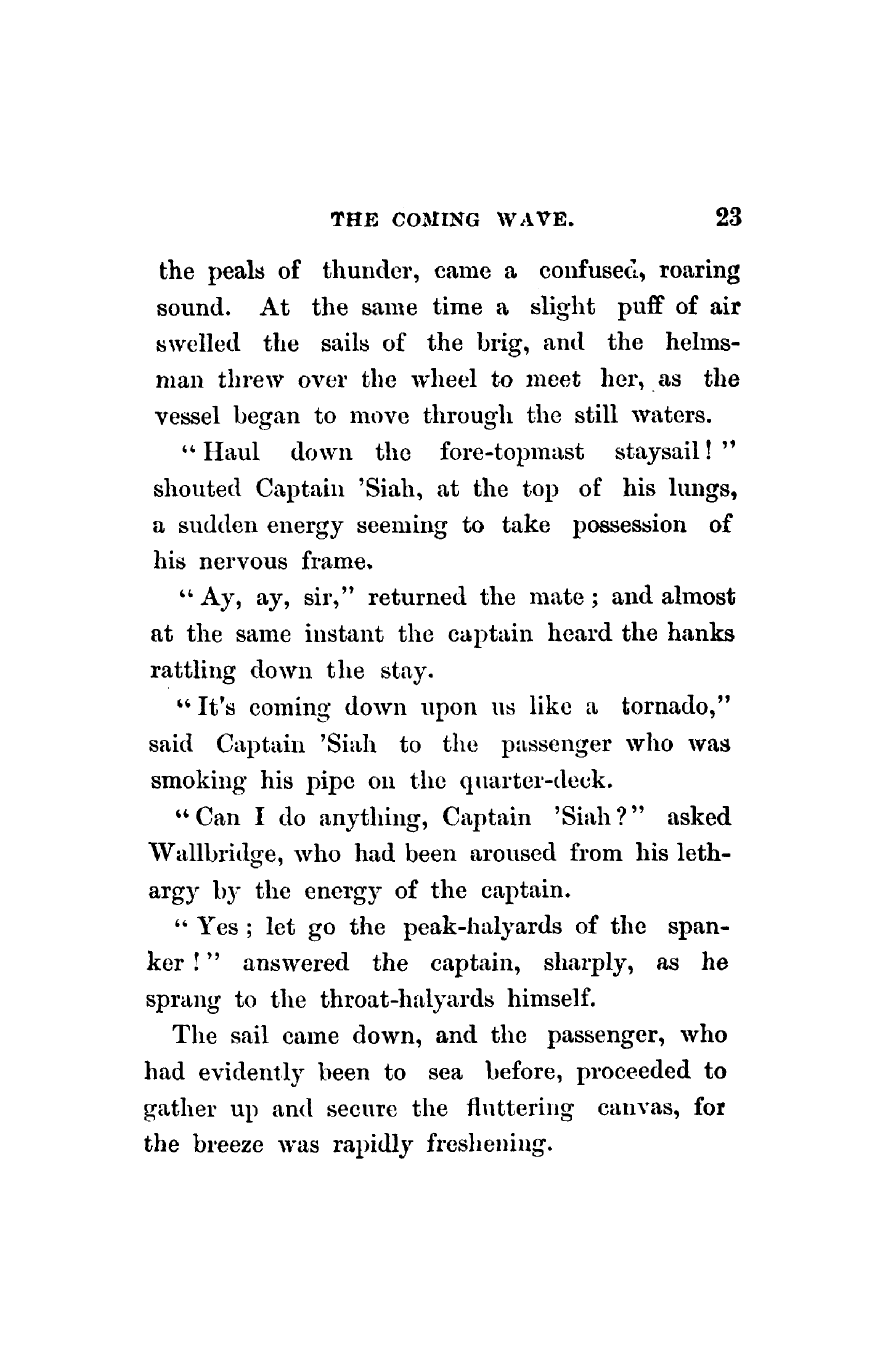 THE COMING WAVE. 23
the peals of thunder, came a confused, roaring
sound. At the same time a slight puff of air
swelled the sails of the brig, and the helms-
man threw over the wheel to meet her, as the
vessel began to move through the still waters.
“Haul down the fore-topmast staysail!”
shouted Captain ’Siah, at the top of his lungs,
a sudden energy seeming to take possession of
his nervous frame.
“Ay, ay, sir,” returned the mate; and almost
at the same instant the captain heard the hanks
rattling down the stay.
“It’s coming down upon us like a tornado,”
said Captain ’Siah to the passenger who was
smoking his pipe on the quarter-deck.
“Can I do anything, Captain ’Siah?” asked
Wallbridge, who had been aroused from his leth-
argy by the energy of the captain.
“Yes; let go the peak-halyards of the span-
ker!” answered the captain, sharply, as he
sprang to the throat-halyards himself.
The sail came down, and the passenger, who
had evidently been to sea before, proceeded to
gather up and secure the fluttering canvas, for
the breeze was rapidly freshening.